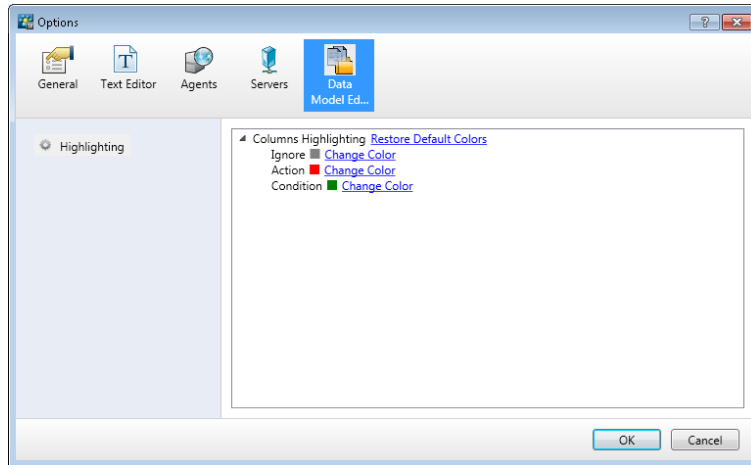 Options
General
Text Editor
T
Agents
Servers
Data
Model Ed...
Highlighting
Columns Highlighting Restore Default Colors
Ignore Change Color
Action Change Color
Condition Change Color
OK
Cancel